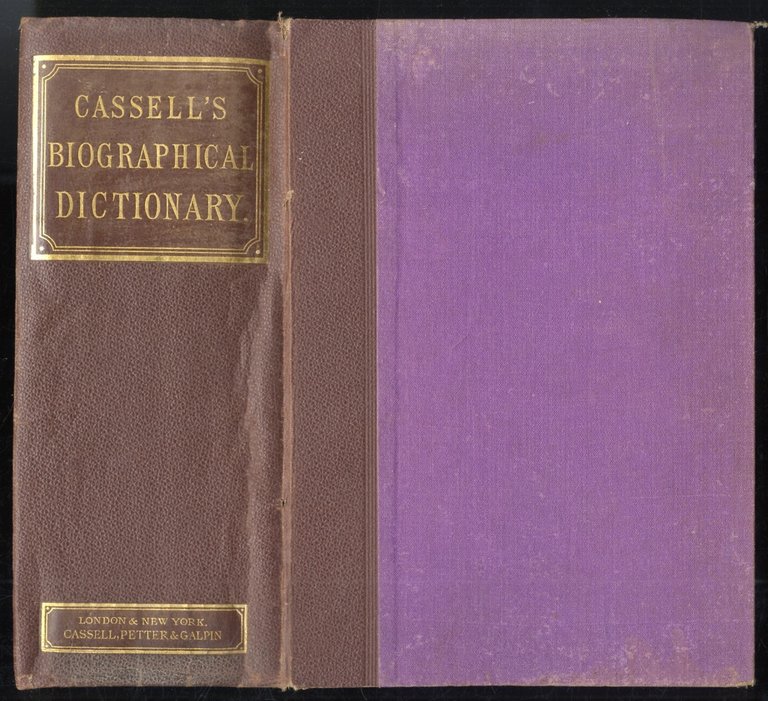 CASSELL'S
BIOGRAPHICAL
DICTIONARY.
LONDON & NEW YORK.
CASSELL, PETTER & GALPIN